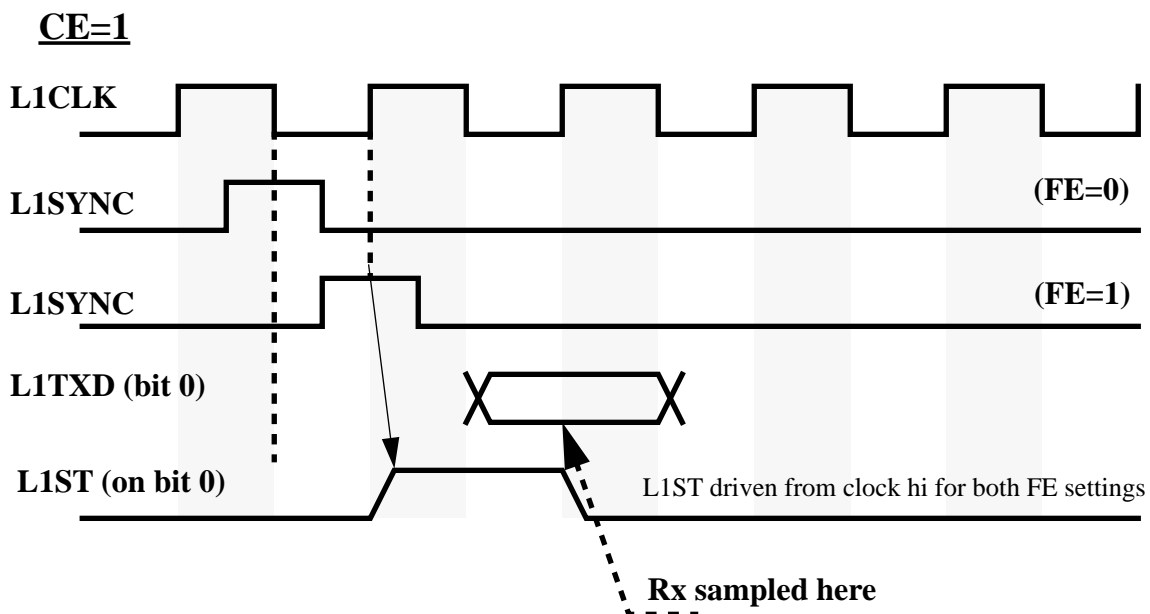 CE=1
L1CLK
L1SYNC (FE=0)
L1SYNC (FE=1)
L1TXD (bit 0)
L1ST (on bit 0) L1ST driven from clock hi for both FE settings
Rx sampled here